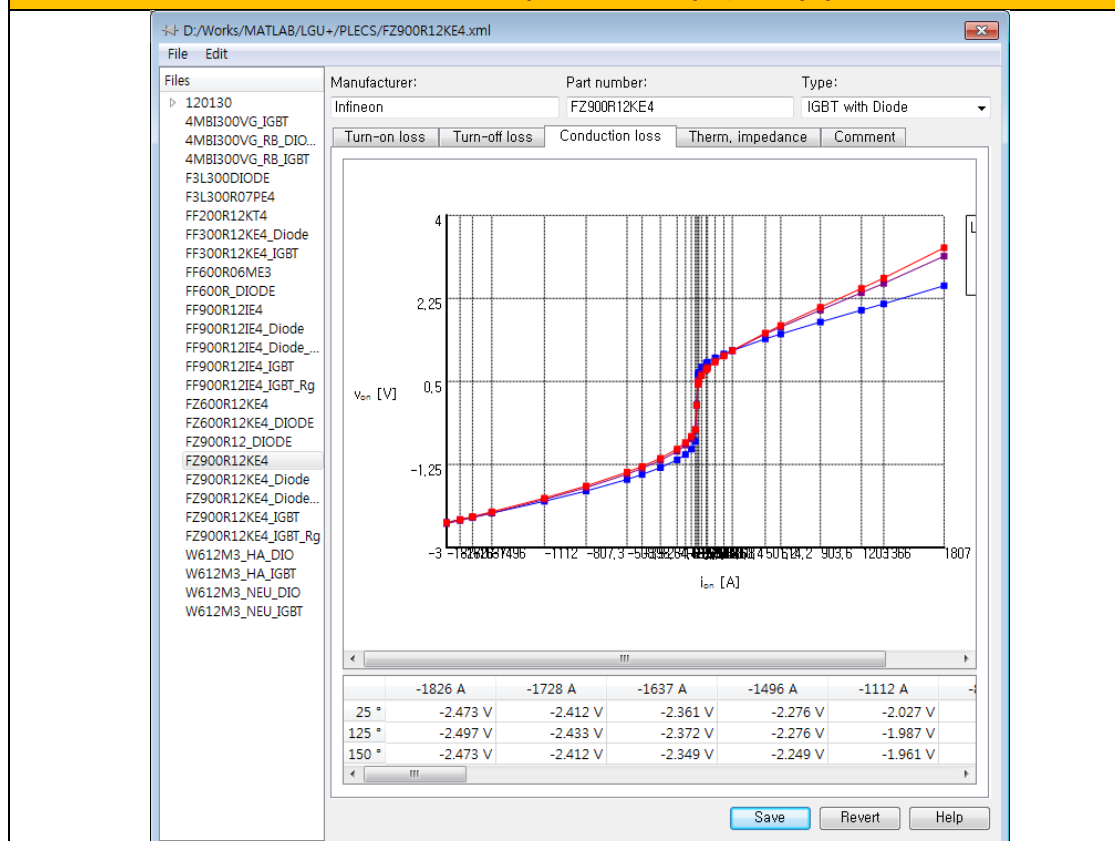 D:/Works/MATLAB/LGU+/PLECS/FZ900R12KE4.xml
File Edit
Files
120130
4MBI300VG_IGBT
4MBI300VG_RB_DIO...
4MBI300VG_RB_IGBT
F3L300DIODE
F3L300R07PE4
FF200R12KT4
FF300R12KE4_Diode
FF300R12KE4_IGBT
FF600R06ME3
FF600R_DIODE
FF900R12IE4
FF900R12IE4_Diode
FF900R12IE4_Diode_...
FF900R12IE4_IGBT
FF900R12IE4_IGBT_Rg
FZ600R12KE4
FZ600R12KE4_DIODE
FZ900R12_DIODE
FZ900R12KE4
FZ900R12KE4_Diode
FZ900R12KE4_Diode...
FZ900R12KE4_IGBT
FZ900R12KE4_IGBT_Rg
W612M3_HA_DIO
W612M3_HA_IGBT
W612M3_NEU_DIO
W612M3_NEU_IGBT
Manufacturer: Part number: Type:
Infineon FZ900R12KE4 IGBT with Diode
Turn-on loss Turn-off loss Conduction loss Therm, impedance Comment
4
2,25
0,5
-1,25
-3
von [V]
-1112 -807,3 903,6 1807
ion [A]
-1826 A -1728 A -1637 A -1496 A -1112 A
25 ° -2.473 V -2.412 V -2.361 V -2.276 V -2.027 V
125 ° -2.497 V -2.433 V -2.372 V -2.276 V -1.987 V
150 ° -2.473 V -2.412 V -2.349 V -2.249 V -1.961 V
Save Revert Help